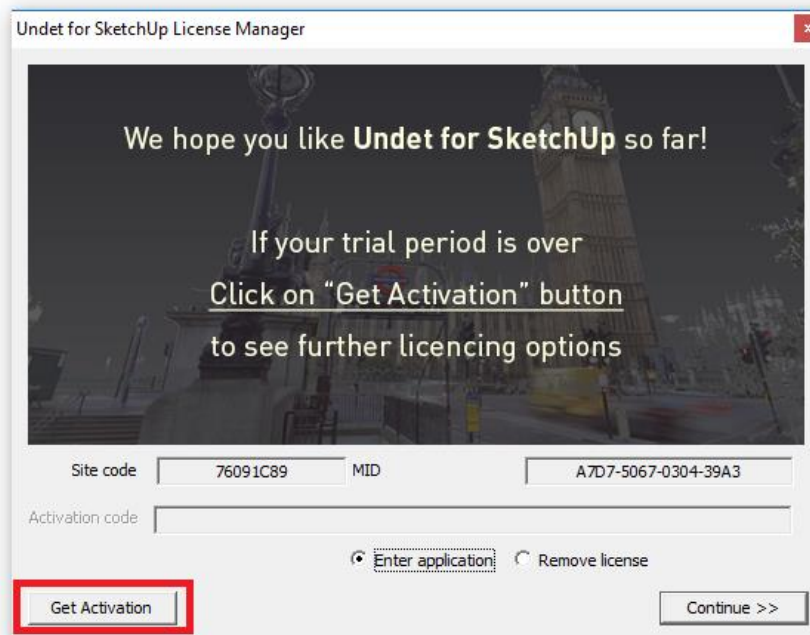 Undet for SketchUp License Manager
We hope you like Undet for SketchUp so far!
If your trial period is over
Click on “Get Activation” button
to see further licencing options
Site code 76091C89 MID A7D7-5067-0304-39A3
Activation code
Enter application Remove license
Get Activation Continue >>